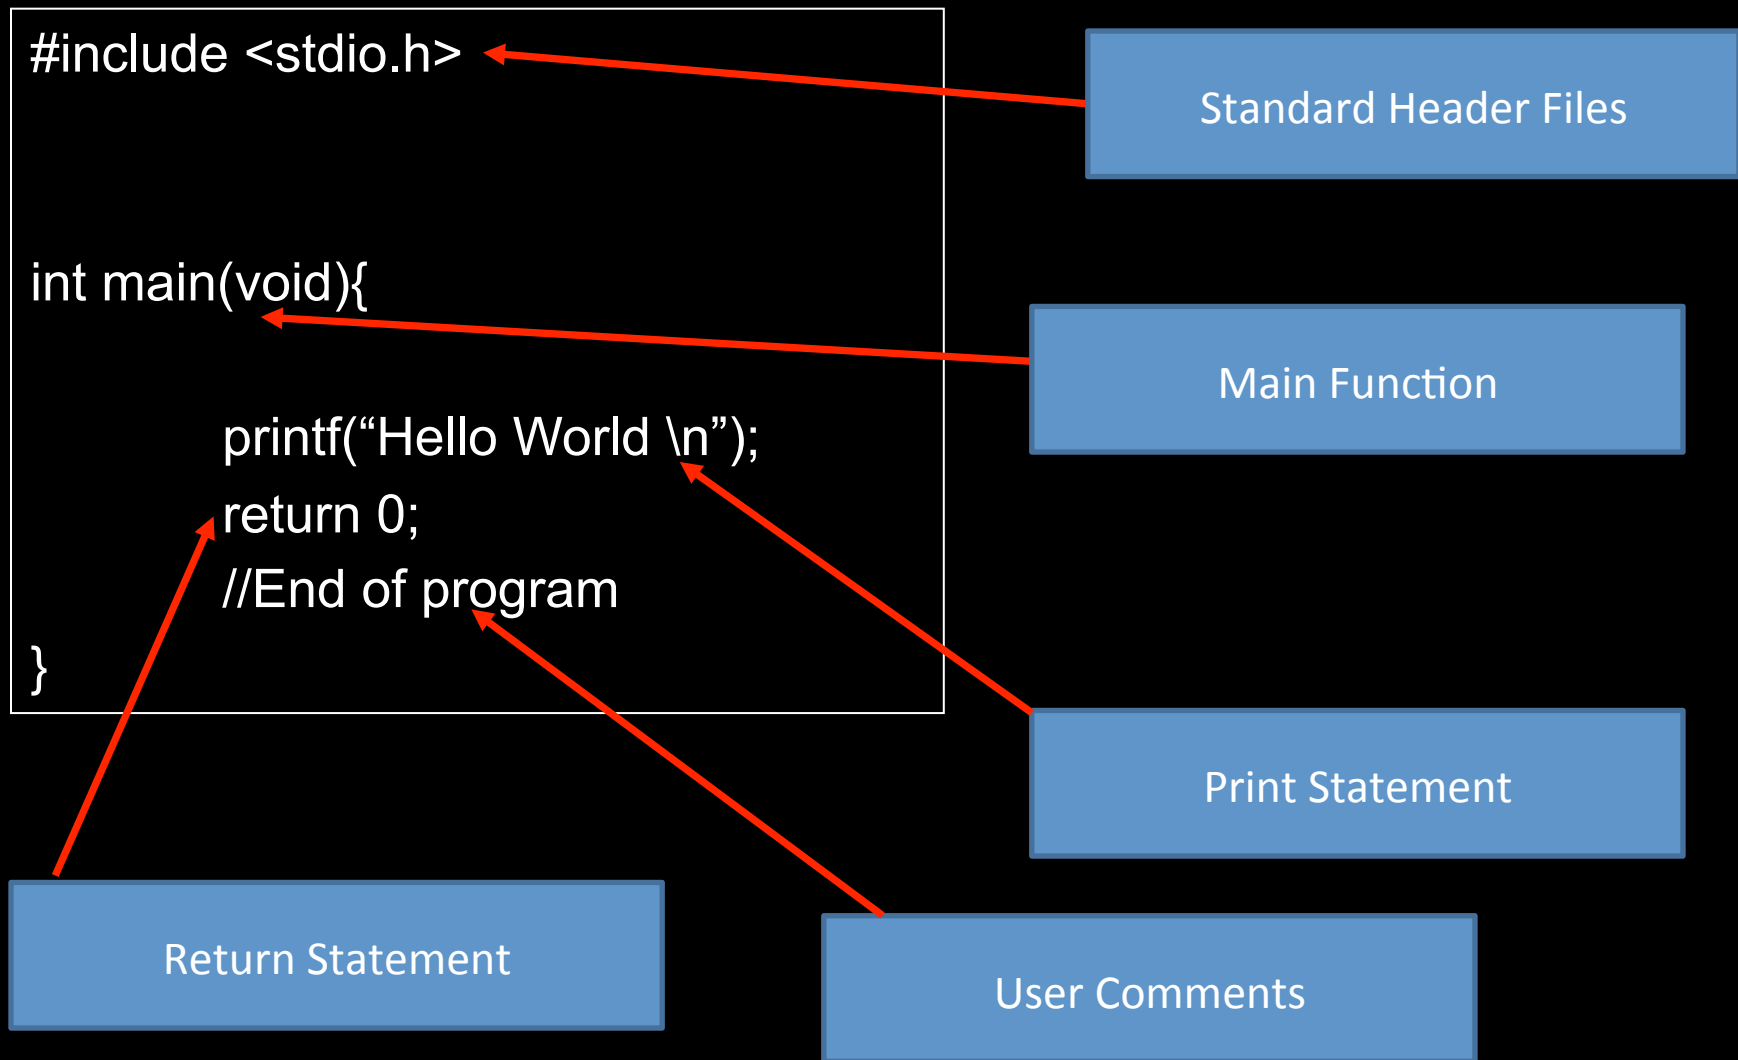 #include <stdio.h>
Standard Header Files
int main(void){
Main Function
printf(“Hello World \n”);
return 0;
//End of program
}
Print Statement
Return Statement
User Comments